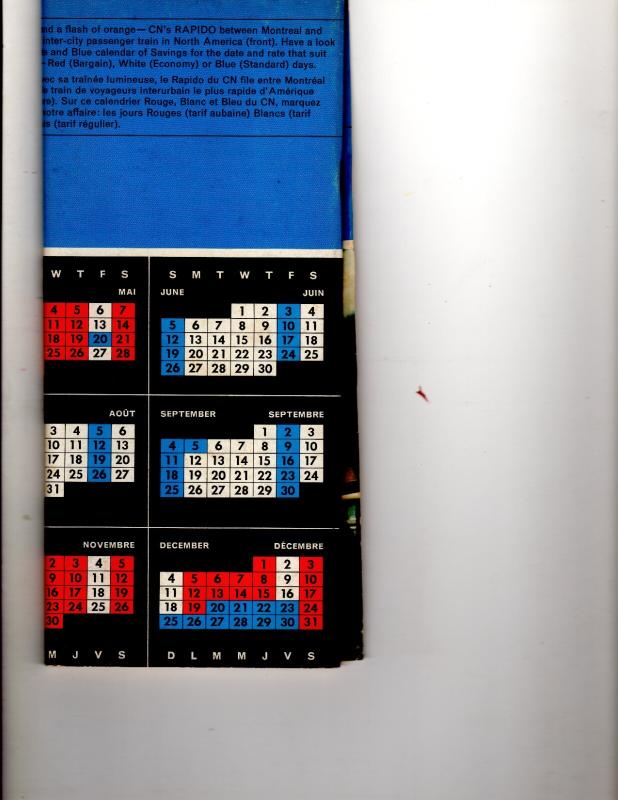 nd a flash of orange— CN's RAPIDO between Montreal and
inter-city passenger train in North America (front). Have a look
e and Blue calendar of Savings for the date and rate that suit
– Red (Bargain), White (Economy) or Blue (Standard) days.
vec sa traînée lumineuse, le Rapido du CN file entre Montréal
e train de voyageurs interurbain le plus rapide d'Amérique
re). Sur ce calendrier Rouge, Blanc et Bleu du CN, marquez
votre affaire: les jours Rouges (tarif aubaine) Blancs (tarif
s (tarif régulier).
W T F S
MAI
4 5 6 7
11 12 13 14
18 19 20 21
25 26 27 28
S M T W T F S
JUNE JUIN
1 2 3 4
5 6 7 8 9 10 11
12 13 14 15 16 17 18
19 20 21 22 23 24 25
26 27 28 29 30
AOÛT
3 4 5 6
10 11 12 13
17 18 19 20
24 25 26 27
31
SEPTEMBER SEPTEMBRE
1 2 3
4 5 6 7 8 9 10
11 12 13 14 15 16 17
18 19 20 21 22 23 24
25 26 27 28 29 30
NOVEMBRE
2 3 4 5
9 10 11 12
16 17 18 19
23 24 25 26
30
DECEMBER DÉCEMBRE
1 2 3
4 5 6 7 8 9 10
11 12 13 14 15 16 17
18 19 20 21 22 23 24
25 26 27 28 29 30 31
M J V S
D L M M J V S